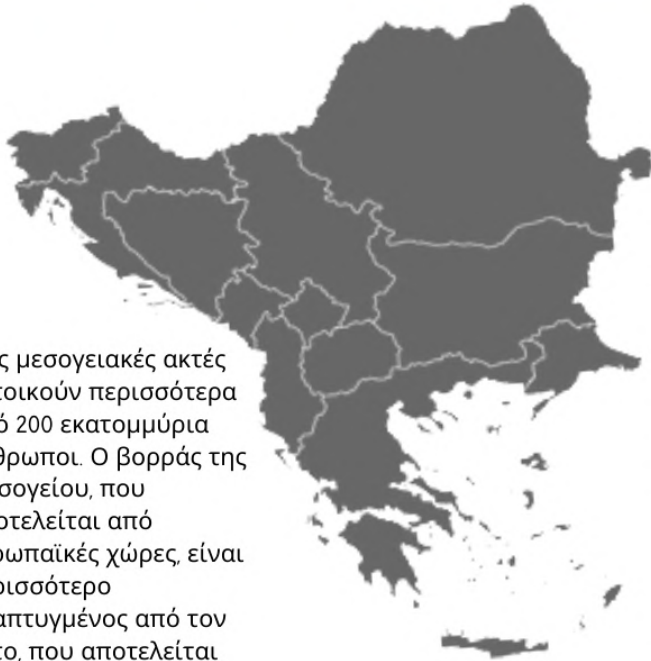 ς μεσογειακές ακτές
τοικούν περισσότερα
ό 200 εκατομμύρια
θρωποι. Ο βορράς της
σογείου, που
οτελείται από
ρωπαϊκές χώρες, είναι
ρισσότερο
απτυγμένος από τον
το, που αποτελείται